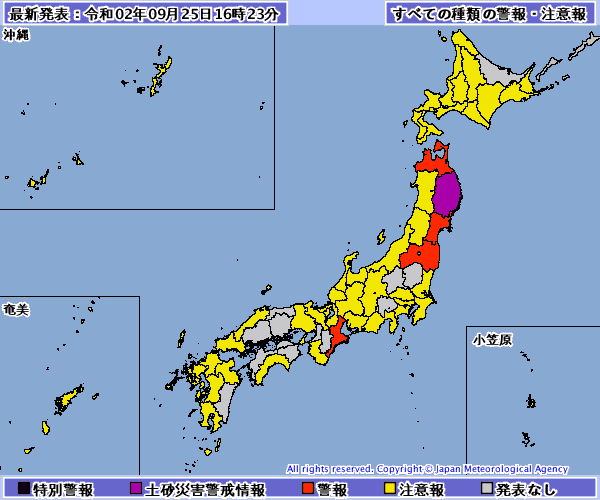 最新発表：令和02年09月25日16時23分
すべての種類の警報・注意報
沖縄
奄美
小笠原
All rights reserved. Copyright © Japan Meteorological Agency
特別警報 土砂災害警戒情報 警報 注意報 発表なし